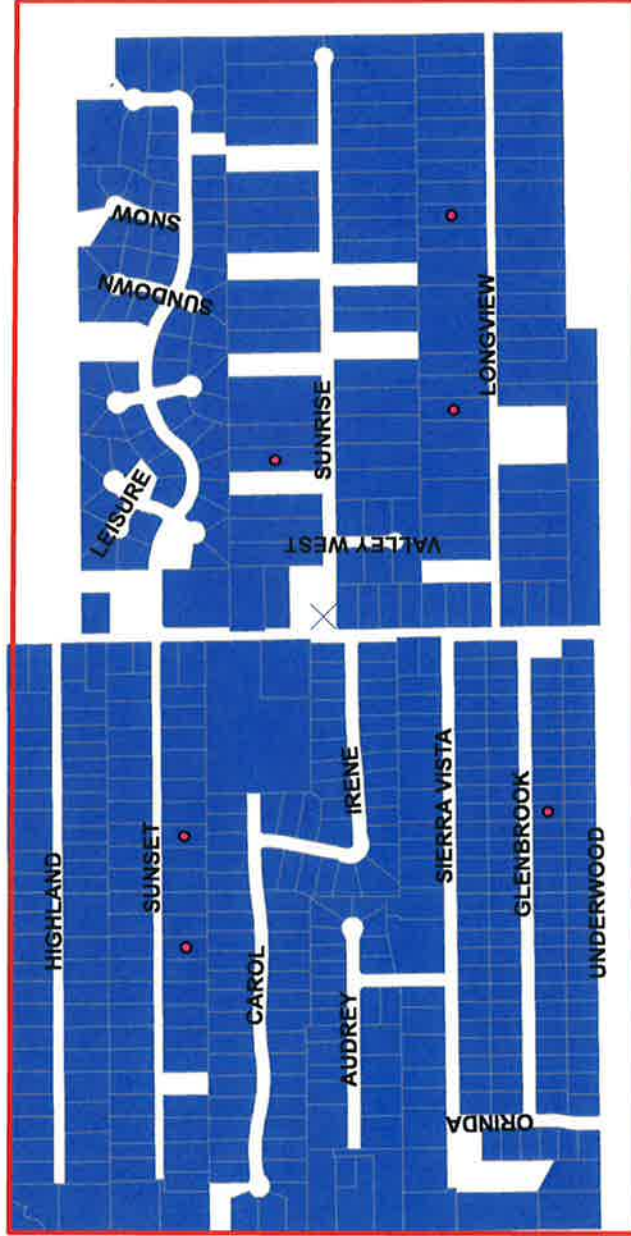 SNOW
SUNDOWN
LEISURE
SUNRISE
LONGVIEW
VALLEY WEST
HIGHLAND
SUNSET
CAROL
IRENE
AUDREY
SIERRA VISTA
GLENBROOK
UNDERWOOD
ORINDA